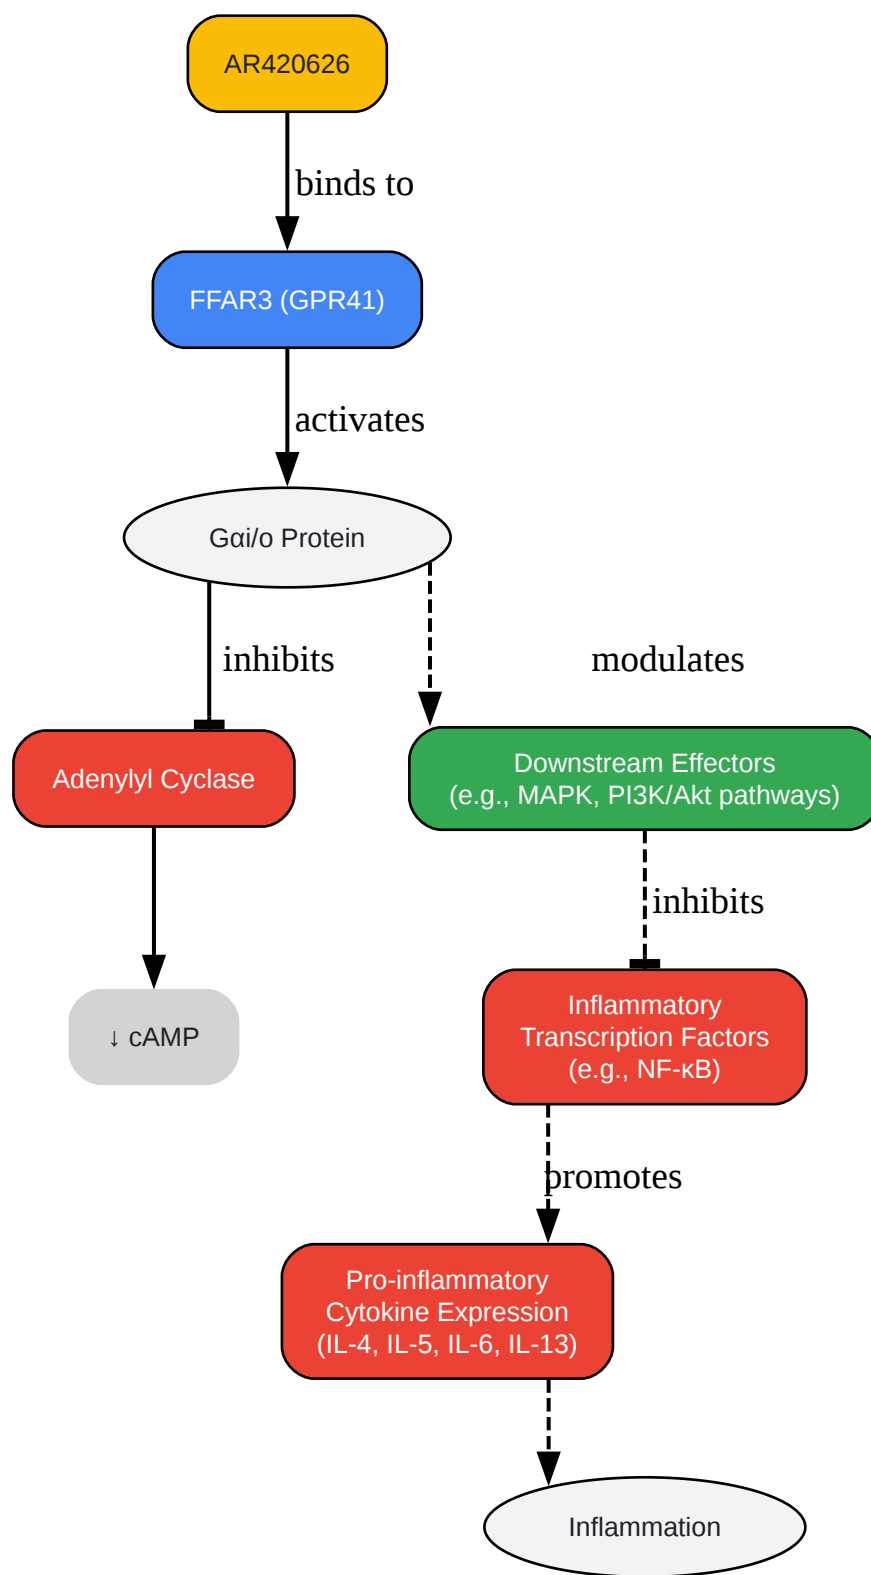 AR420626
binds to
FFAR3 (GPR41)
activates
Gαi/o Protein
inhibits
modulates
Adenylyl Cyclase
Downstream Effectors
(e.g., MAPK, PI3K/Akt pathways)
inhibits
↓ cAMP
Inflammatory
Transcription Factors
(e.g., NF-κB)
promotes
Pro-inflammatory
Cytokine Expression
(IL-4, IL-5, IL-6, IL-13)
Inflammation